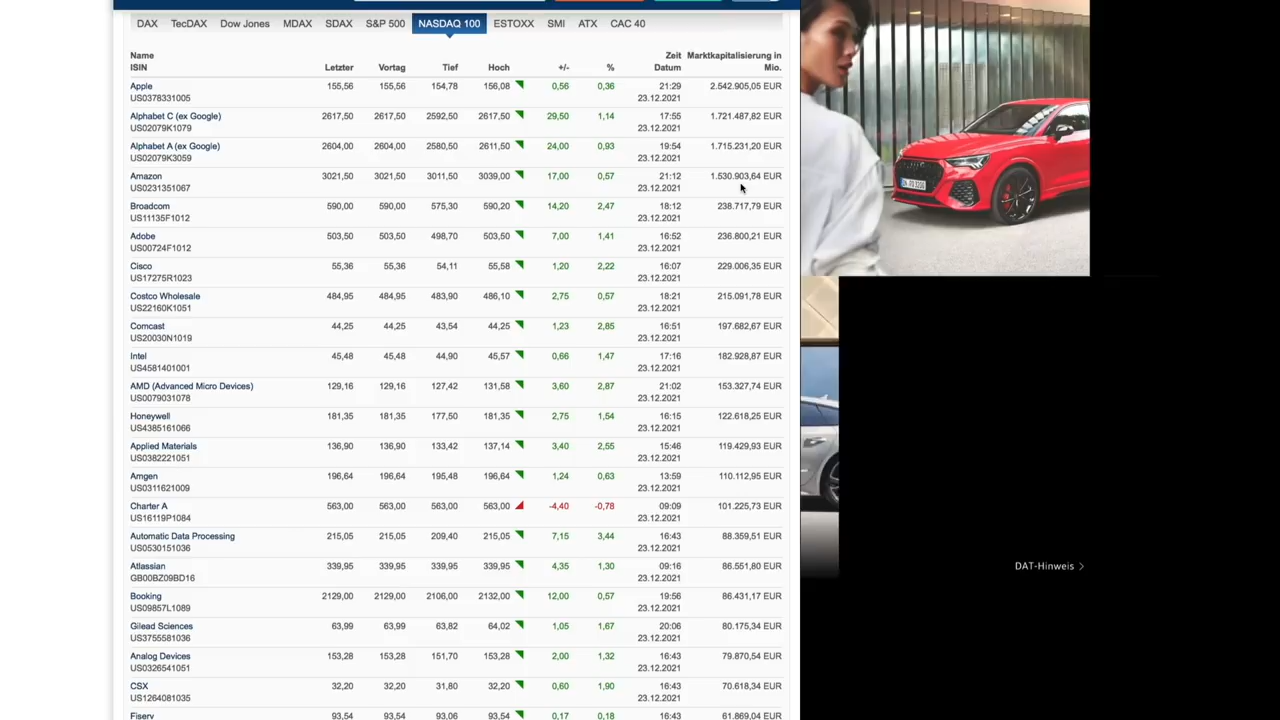 DAX TecDAX Dow Jones MDAX SDAX S&P 500 NASDAQ 100 ESTOXX SMI ATX CAC 40
Name Zeit Marktkapitalisierung in
ISIN Letzter Vortag Tief Hoch +/- % Datum Mio.
Apple 155,56 155,56 154,78 156,08 0,56 0,36 21:29 2.542.905,05 EUR
US0378331005 23.12.2021
Alphabet C (ex Google) 2617,50 2617,50 2592,50 2617,50 29,50 1,14 17:55 1.721.487,82 EUR
US02079K1079 23.12.2021
Alphabet A (ex Google) 2604,00 2604,00 2580,50 2611,50 24,00 0,93 19:54 1.715.231,20 EUR
US02079K3059 23.12.2021
Amazon 3021,50 3021,50 3011,50 3039,00 17,00 0,57 21:12 1.530.903,64 EUR
US0231351067 23.12.2021
Broadcom 590,00 590,00 575,30 590,20 14,20 2,47 18:12 238.717,79 EUR
US11135F1012 23.12.2021
Adobe 503,50 503,50 498,70 503,50 7,00 1,41 16:52 236.800,21 EUR
US00724F1012 23.12.2021
Cisco 55,36 55,36 54,11 55,58 1,20 2,22 16:07 229.006,35 EUR
US17275R1023 23.12.2021
Costco Wholesale 484,95 484,95 483,90 486,10 2,75 0,57 18:21 215.091,78 EUR
US22160K1051 23.12.2021
Comcast 44,25 44,25 43,54 44,25 1,23 2,85 16:51 197.682,67 EUR
US20030N1019 23.12.2021
Intel 45,48 45,48 44,90 45,57 0,66 1,47 17:16 182.928,87 EUR
US4581401001 23.12.2021
AMD (Advanced Micro Devices) 129,16 129,16 127,42 131,58 3,60 2,87 21:02 153.327,74 EUR
US0079031078 23.12.2021
Honeywell 181,35 181,35 177,50 181,35 2,75 1,54 16:15 122.618,25 EUR
US4385161066 23.12.2021
Applied Materials 136,90 136,90 133,42 137,14 3,40 2,55 15:46 119.429,93 EUR
US0382221051 23.12.2021
Amgen 196,64 196,64 195,48 196,64 1,24 0,63 13:59 110.112,95 EUR
US0311621009 23.12.2021
Charter A 563,00 563,00 563,00 563,00 -4,40 -0,78 09:09 101.225,73 EUR
US16119P1084 23.12.2021
Automatic Data Processing 215,05 215,05 209,40 215,05 7,15 3,44 16:43 88.359,51 EUR
US0530151036 23.12.2021
Atlassian 339,95 339,95 339,95 339,95 4,35 1,30 09:16 86.551,80 EUR
GB00BZ09BD16 23.12.2021
Booking 2129,00 2129,00 2106,00 2132,00 12,00 0,57 19:56 86.431,17 EUR
US09857L1089 23.12.2021
Gilead Sciences 63,99 63,99 63,82 64,02 1,05 1,67 20:06 80.175,34 EUR
US3755581036 23.12.2021
Analog Devices 153,28 153,28 151,70 153,28 2,00 1,32 16:43 79.870,54 EUR
US0326541051 23.12.2021
CSX 32,20 32,20 31,80 32,20 0,60 1,90 16:43 70.618,34 EUR
US1264081035 23.12.2021
Fiserv 93,54 93,54 93,06 93,54 0,17 0,18 16:43 61.869,04 EUR
DAT-Hinweis